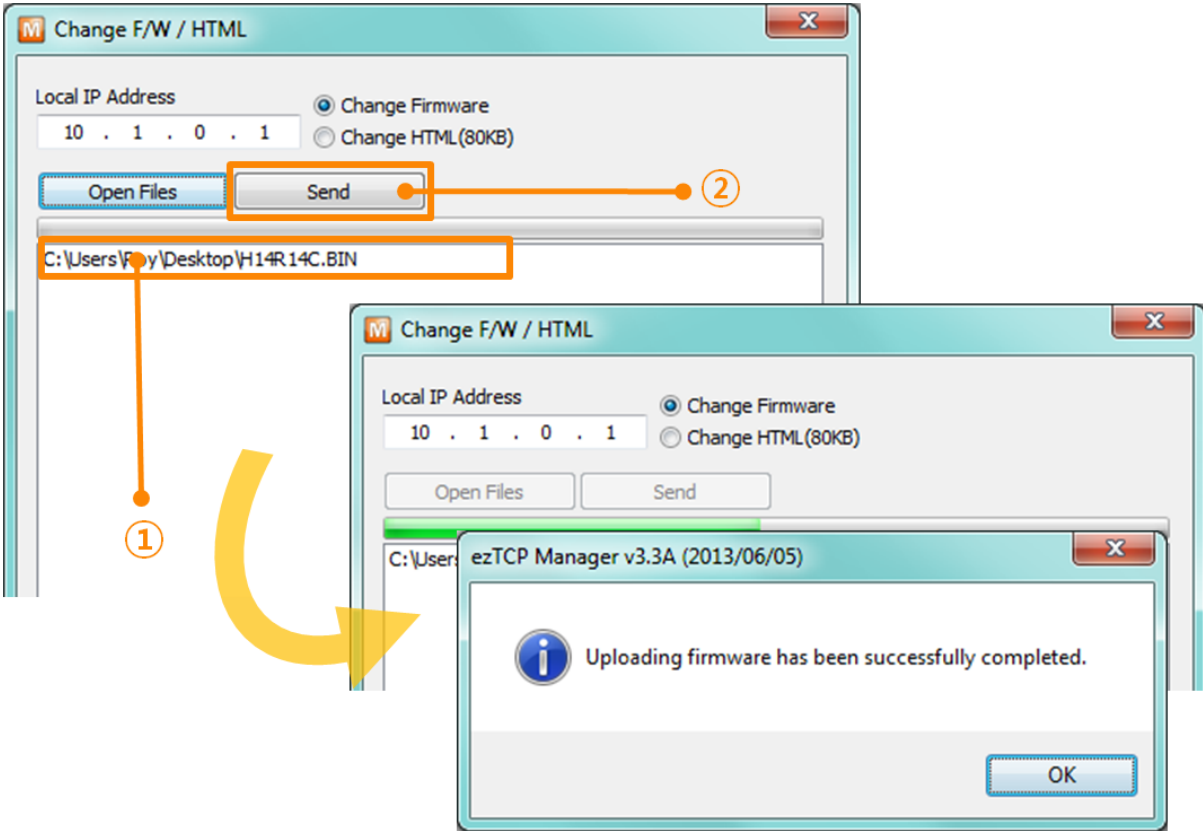 M Change F/W / HTML
Local IP Address
10 . 1 . 0 . 1
Change Firmware
Change HTML(80KB)
Open Files
Send
②
①
M Change F/W / HTML
Local IP Address
10 . 1 . 0 . 1
Change Firmware
Change HTML(80KB)
Open Files
Send
C:\Users
ezTCP Manager v3.3A (2013/06/05)
Uploading firmware has been successfully completed.
OK